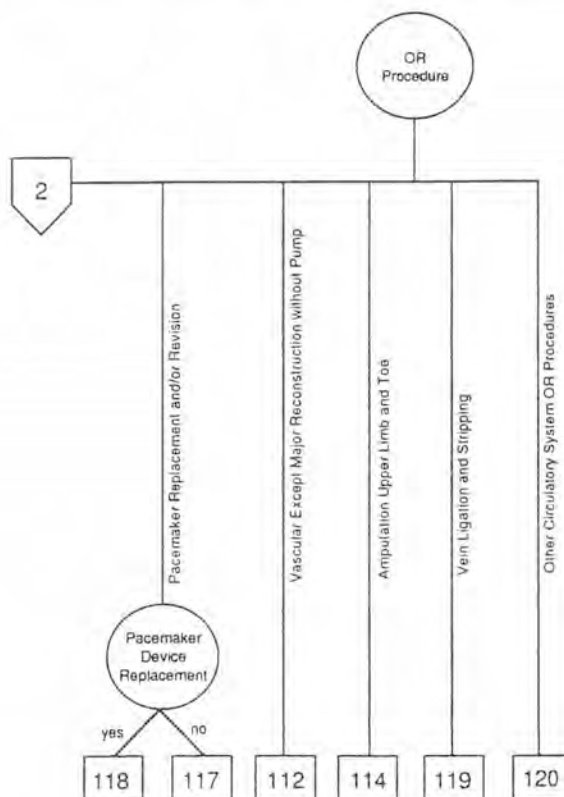 OR
Procedure
2
Pacemaker Replacement and/or Revision
Vascular Except Major Reconstruction without Pump
Ampulation Upper Limb and Toe
Vein Ligation and Stripping
Other Circulatory System OR Procedures
Pacemaker
Device
Replacement
yes
no
118
117
112
114
119
120